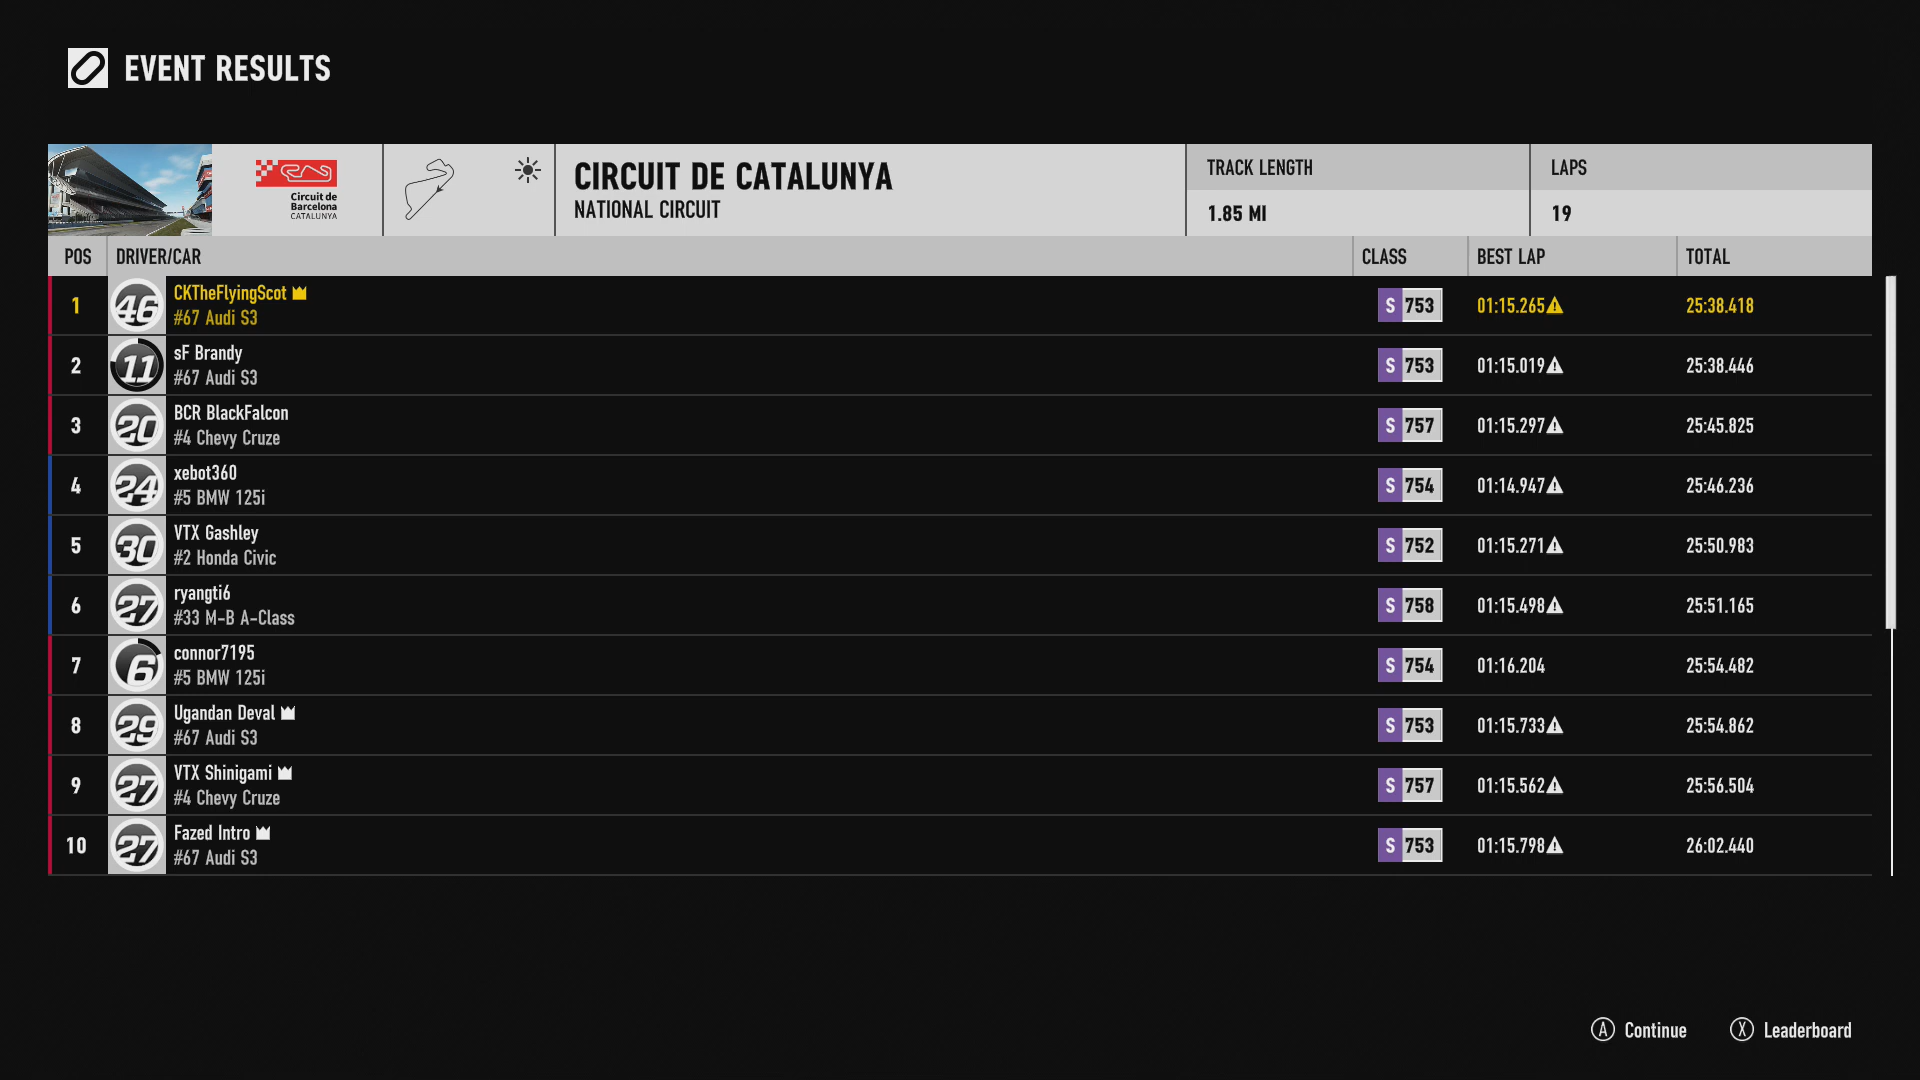 EVENT RESULTS
Circuit de
Barcelona
CATALUNYA
CIRCUIT DE CATALUNYA
NATIONAL CIRCUIT
TRACK LENGTH
1.85 MI
LAPS
19
POS DRIVER/CAR CLASS BEST LAP TOTAL
1 46 CKTheFlyingScot S 753 01:15.265 25:38.418
#67 Audi S3
2 11 sF Brandy S 753 01:15.019 25:38.446
#67 Audi S3
3 20 BCR BlackFalcon S 757 01:15.297 25:45.825
#4 Chevy Cruze
4 24 xebot360 S 754 01:14.947 25:46.236
#5 BMW 125i
5 30 VTX Gashley S 752 01:15.271 25:50.983
#2 Honda Civic
6 27 ryangti6 S 758 01:15.498 25:51.165
#33 M-B A-Class
7 6 connor7195 S 754 01:16.204 25:54.482
#5 BMW 125i
8 29 Ugandan Deval S 753 01:15.733 25:54.862
#67 Audi S3
9 27 VTX Shinigami S 757 01:15.562 25:56.504
#4 Chevy Cruze
10 27 Fazed Intro S 753 01:15.798 26:02.440
#67 Audi S3
A Continue X Leaderboard